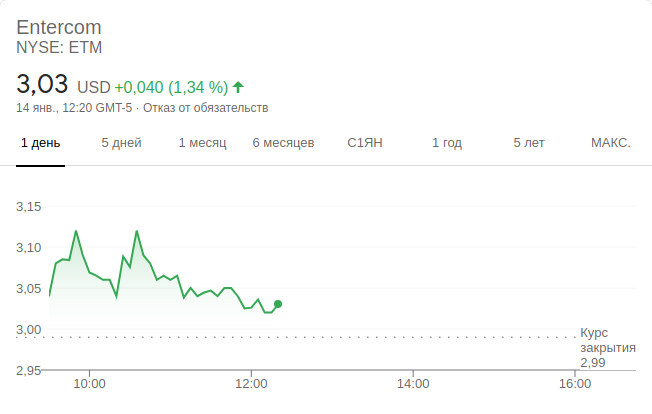 Entercom
NYSE: ETM
3,03 USD +0,040 (1,34 %)
14 янв., 12:20 GMT-5 · Отказ от обязательств
1 день 5 дней 1 месяц 6 месяцев С1ЯН 1 год 5 лет МАКС.
3,15
3,10
3,05
3,00
Курс
закрытия
2,99
2,95
10:00 12:00 14:00 16:00